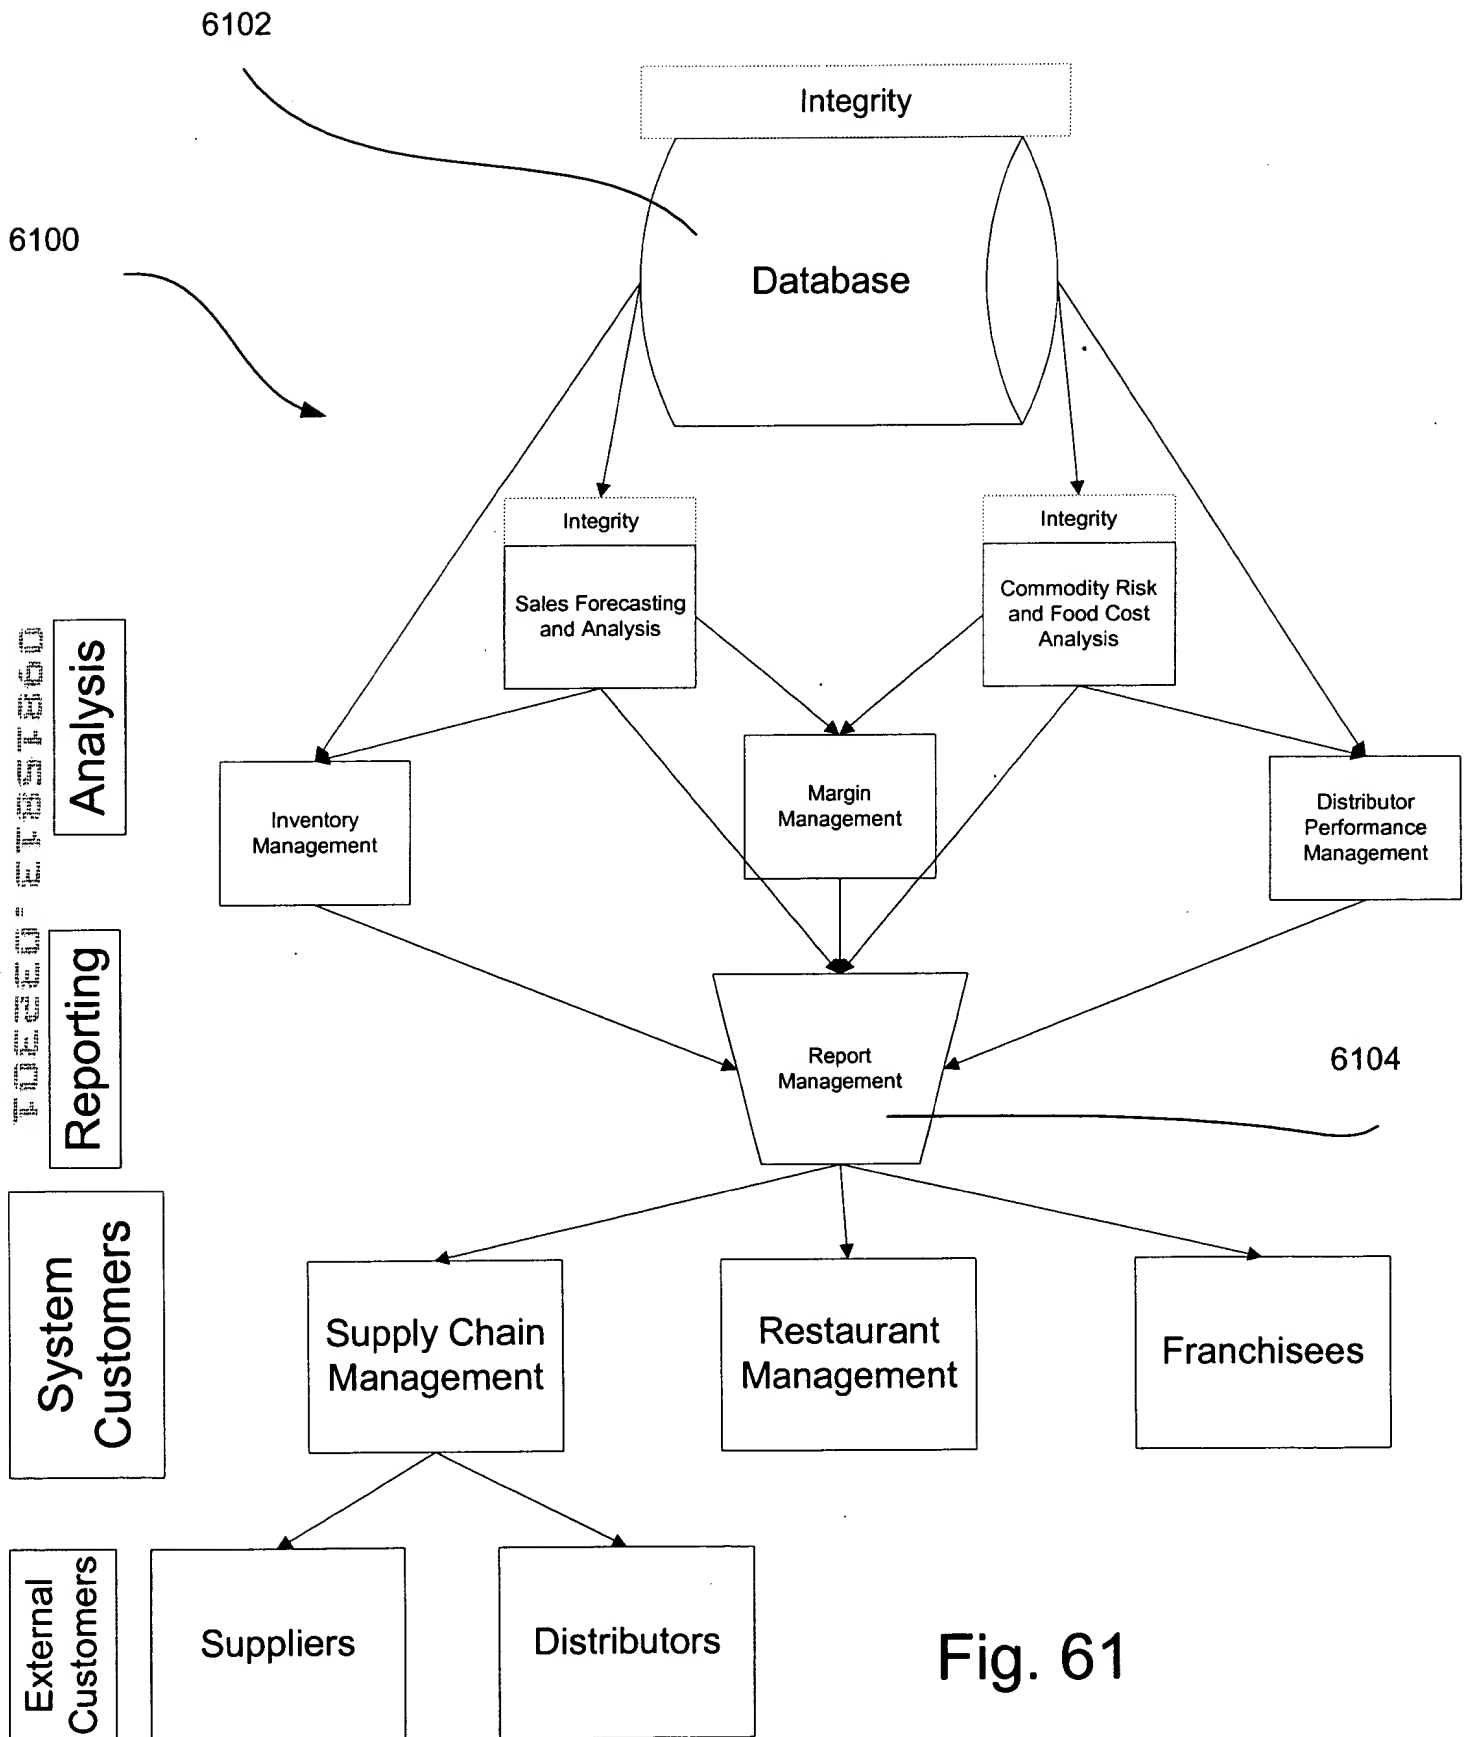 6102
Integrity
6100
Database
Integrity
Integrity
Sales Forecasting
and Analysis
Commodity Risk
and Food Cost
Analysis
Analysis
Inventory
Management
Margin
Management
Distributor
Performance
Management
Reporting
Report
Management
6104
System
Customers
Supply Chain
Management
Restaurant
Management
Franchisees
External
Customers
Suppliers
Distributors
Fig. 61